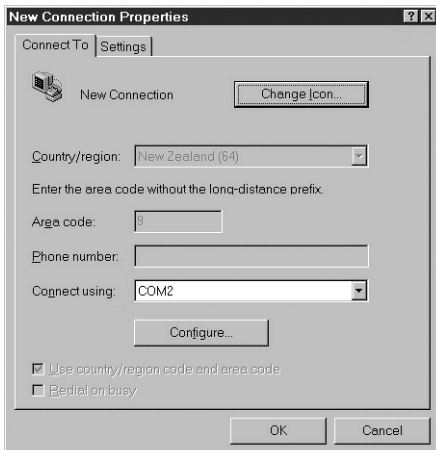 New Connection Properties
Connect To Settings
New Connection Change Icon...
Country/region: New Zealand (64)
Enter the area code without the long-distance prefix.
Area code: 9
Phone number:
Connect using: COM2
Configure...
Use country/region code and area code
Redial on busy
OK Cancel